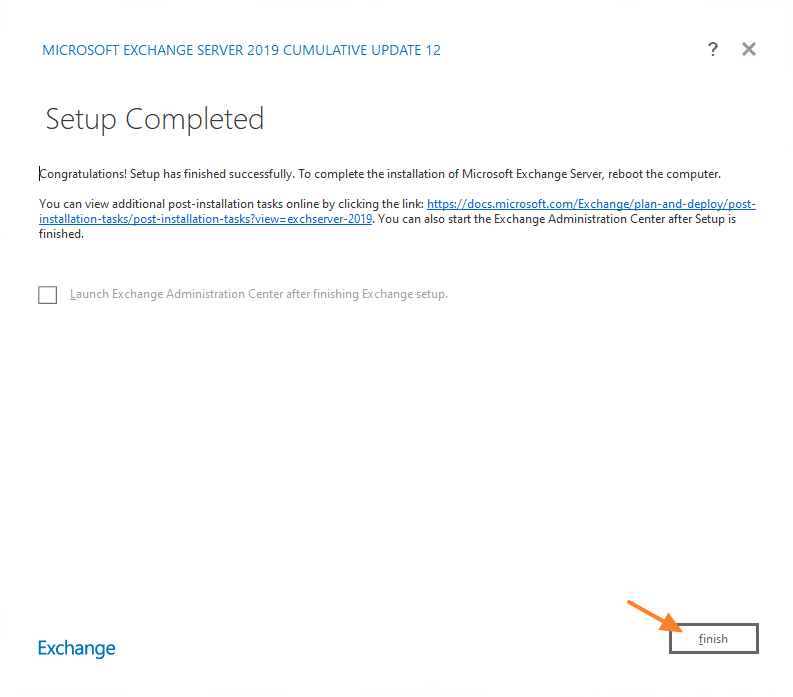 MICROSOFT EXCHANGE SERVER 2019 CUMULATIVE UPDATE 12
?
Setup Completed
Congratulations! Setup has finished successfully. To complete the installation of Microsoft Exchange Server, reboot the computer.
You can view additional post-installation tasks online by clicking the link: https://docs.microsoft.com/Exchange/plan-and-deploy/post-
installation-tasks/post-installation-tasks?view=exchserver-2019. You can also start the Exchange Administration Center after Setup is
finished.
Launch Exchange Administration Center after finishing Exchange setup.
finish
Exchange